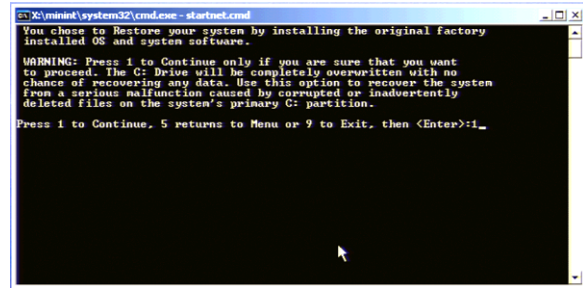 X:\minint\system32\cmd.exe - startnet.cmd
You chose to Restore your system by installing the original factory
installed OS and system software.
WARNING: Press 1 to Continue only if you are sure that you want
to proceed. The C: Drive will be completely overwritten with no
chance of recovering any data. Use this option to recover the system
from a serious malfunction caused by corrupted or inadvertently
deleted files on the system's primary C: partition.
Press 1 to Continue, 5 returns to Menu or 9 to Exit, then <Enter>:1_